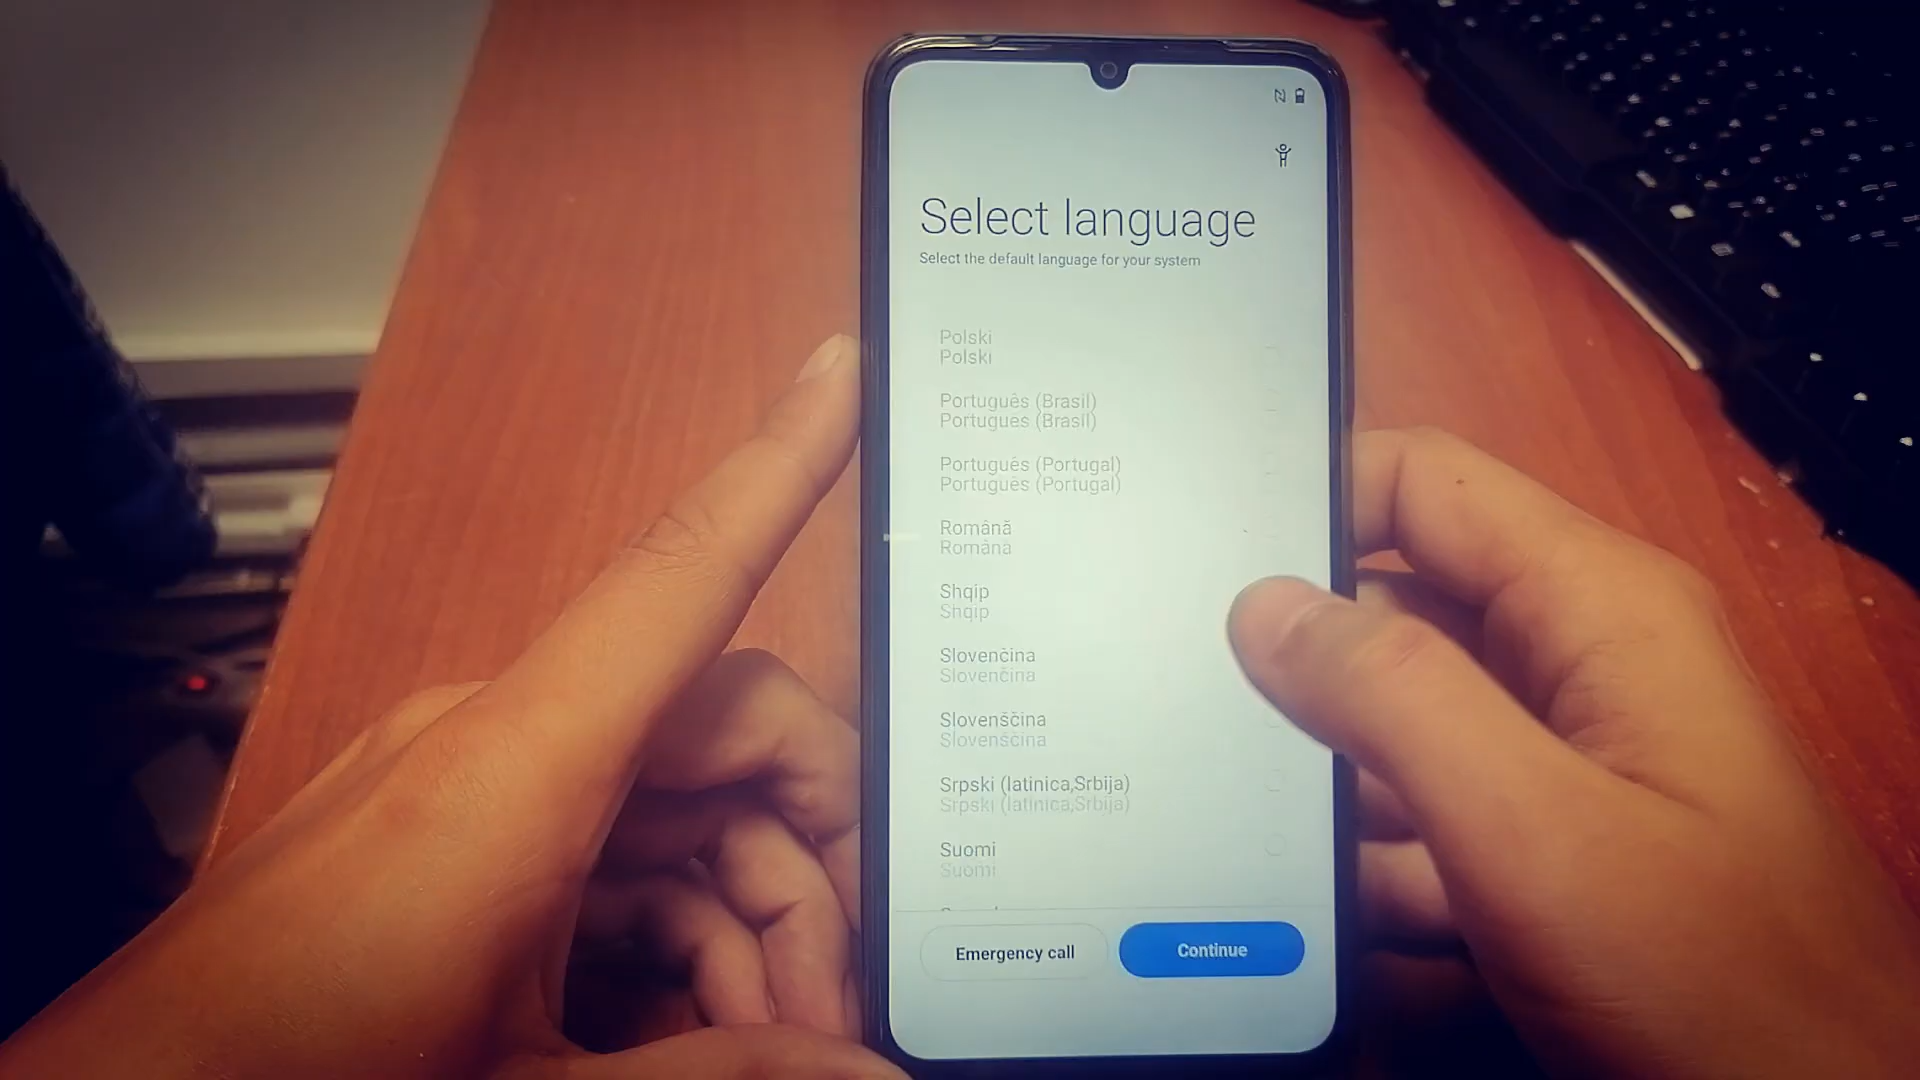 Select language
Select the default language for your system
Polski
Polski
Português (Brasil)
Português (Brasil)
Português (Portugal)
Português (Portugal)
Română
Română
Shqip
Shqip
Slovenčina
Slovenčina
Slovenščina
Slovenščina
Srpski (latinica,Srbija)
Srpski (latinica,Srbija)
Suomi
Suomi
Emergency call
Continue